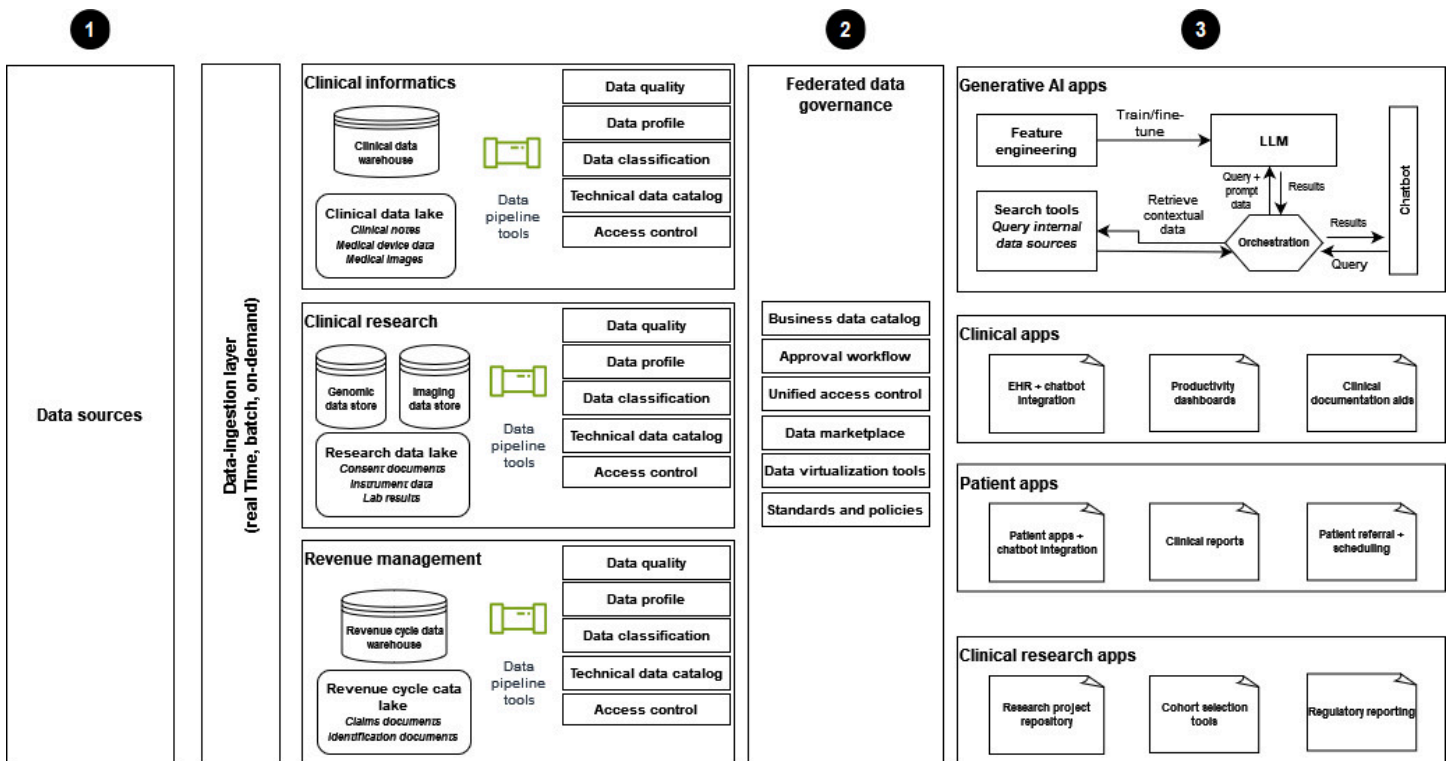 1
2
3
Data sources
Data-ingestion layer
(real Time, batch, on-demand)
Clinical informatics
Clinical data
warehouse
Clinical data lake
Clinical notes
Medical device data
Medical images
Data
pipeline
tools
Data quality
Data profile
Data classification
Technical data catalog
Access control
Clinical research
Genomic
data store
Imaging
data store
Research data lake
Consent documents
Instrument data
Lab results
Data
pipeline
tools
Data quality
Data profile
Data classification
Technical data catalog
Access control
Revenue management
Revenue cycle data
warehouse
Revenue cycle cata
lake
Claims documents
Identification documents
Data
pipeline
tools
Data quality
Data profile
Data classification
Technical data catalog
Access control
Federated data
governance
Business data catalog
Approval workflow
Unified access control
Data marketplace
Data virtualization tools
Standards and policies
Generative AI apps
Feature
engineering
Train/fine-
tune
LLM
Search tools
Query internal
data sources
Retrieve
contextual
data
Query +
prompt
data
Results
Orchestration
Results
Query
Chatbot
Clinical apps
EHR + chatbot
integration
Productivity
dashboards
Clinical
documentation aids
Patient apps
Patient apps +
chatbot integration
Clinical reports
Patient referral +
scheduling
Clinical research apps
Research project
repository
Cohort selection
tools
Regulatory reporting